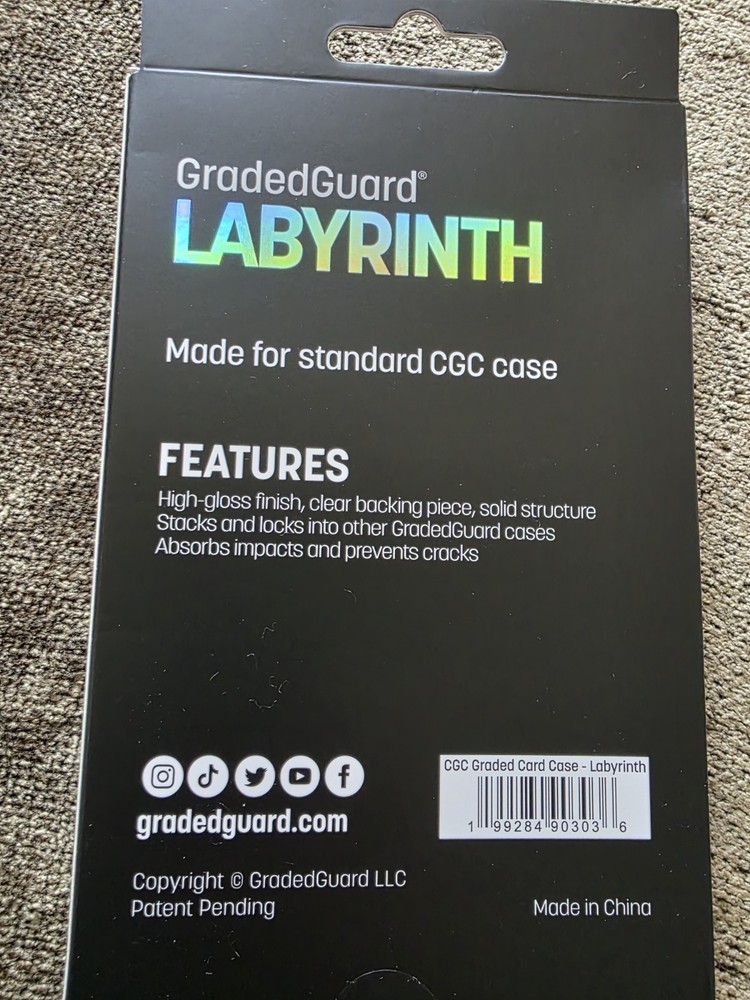 GradedGuard®
LABYRINTH
Made for standard CGC case
FEATURES
High-gloss finish, clear backing piece, solid structure
Stacks and locks into other GradedGuard cases
Absorbs impacts and prevents cracks
CGC Graded Card Case - Labyrinth
1 99284 90303 6
gradedguard.com
Copyright © GradedGuard LLC
Patent Pending
Made in China